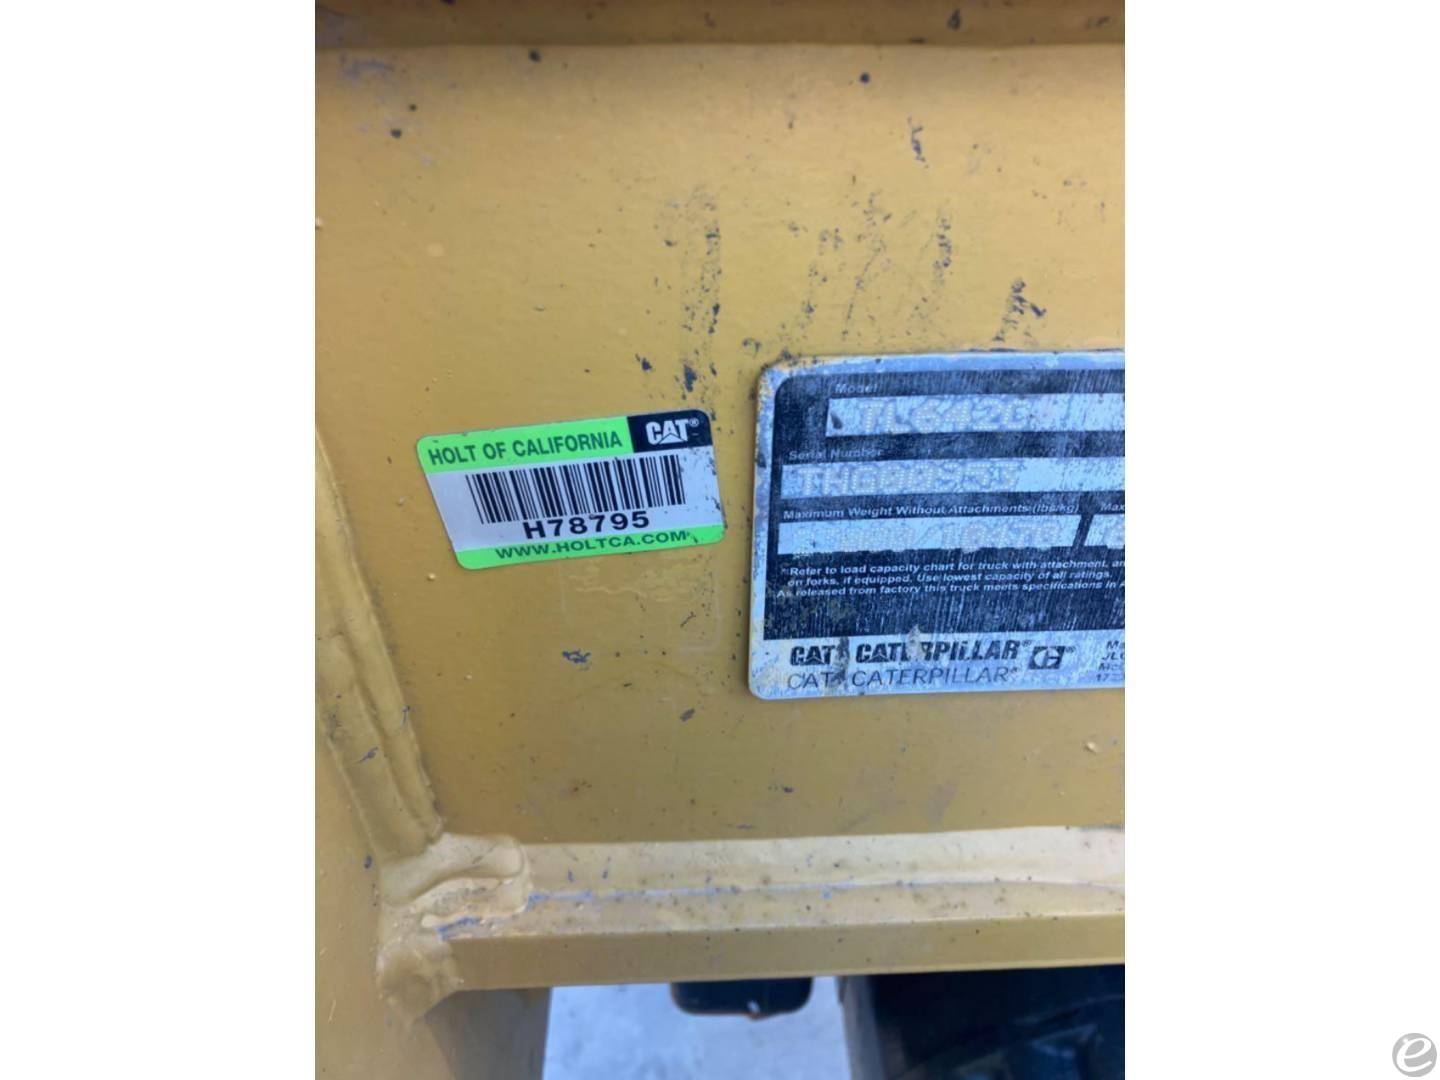 HOLT OF CALIFORNIA CAT®
H78795
WWW.HOLTCA.COM
Model
TL642C
Serial Number
Maximum Weight Without Attachments (lbs/kg)
*Refer to load capacity chart for truck with attachment, an
on forks, if equipped. Use lowest capacity of all ratings.
As released from factory this truck meets specifications in A
CAT® CATERPILLAR®
CAT® CATERPILLAR®
e